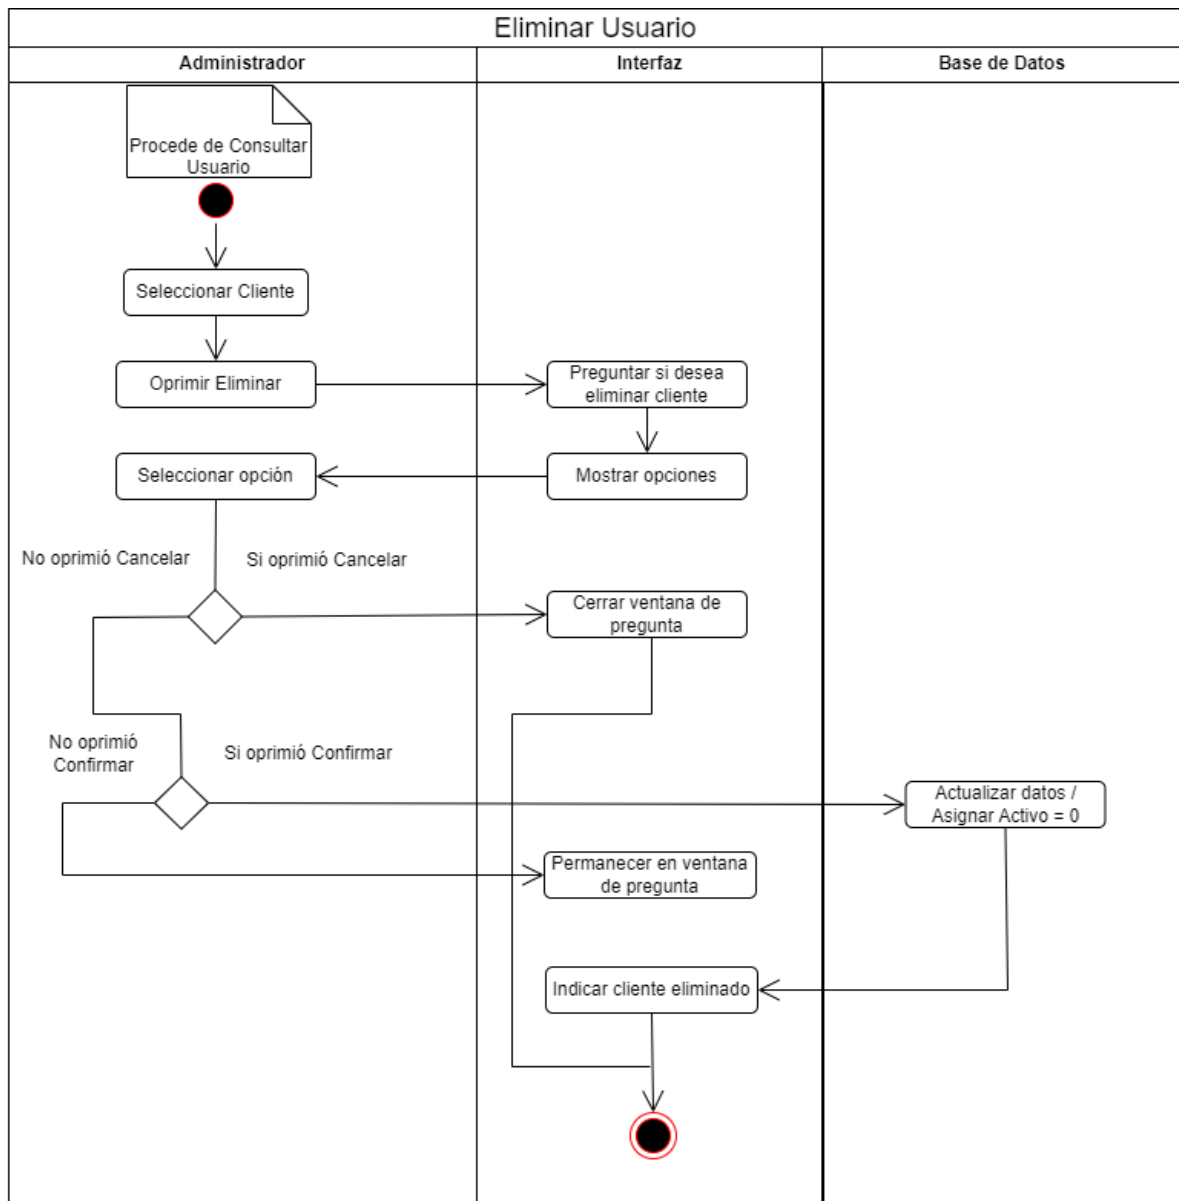 Eliminar Usuario
Administrador
Interfaz
Base de Datos
Procede de Consultar
Usuario
Seleccionar Cliente
Oprimir Eliminar
Preguntar si desea
eliminar cliente
Seleccionar opción
Mostrar opciones
No oprimió Cancelar
Si oprimió Cancelar
Cerrar ventana de
pregunta
No oprimió
Confirmar
Si oprimió Confirmar
Actualizar datos /
Asignar Activo = 0
Permanecer en ventana
de pregunta
Indicar cliente eliminado